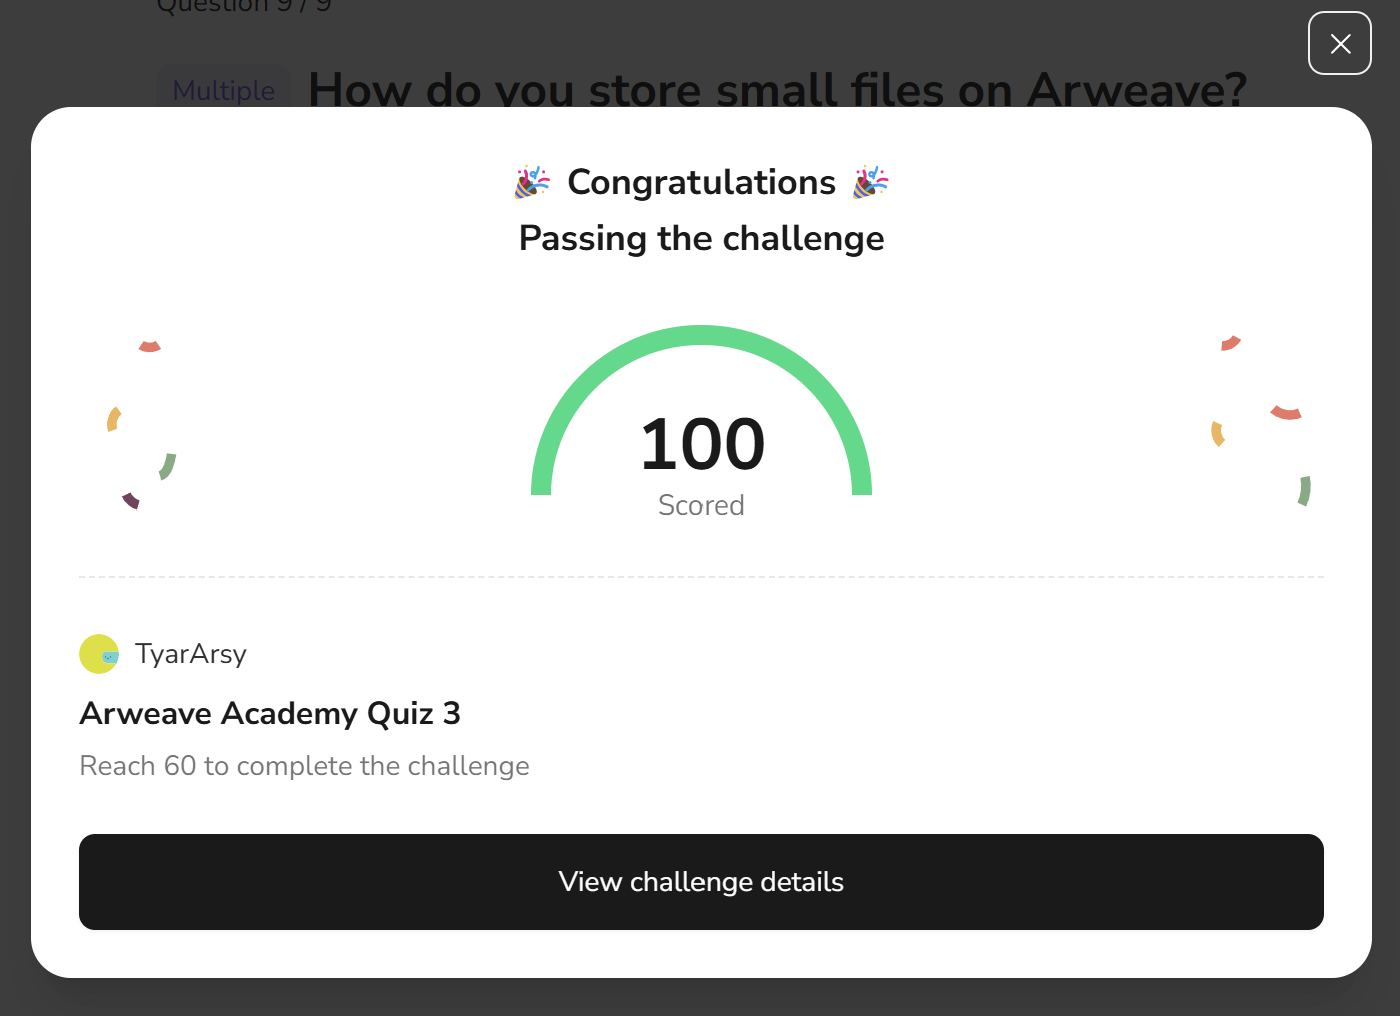 Question 9 / 9
Multiple How do you store small files on Arweave?
🎉 Congratulations 🎉
Passing the challenge
100
Scored
TyarArsy
Arweave Academy Quiz 3
Reach 60 to complete the challenge
View challenge details